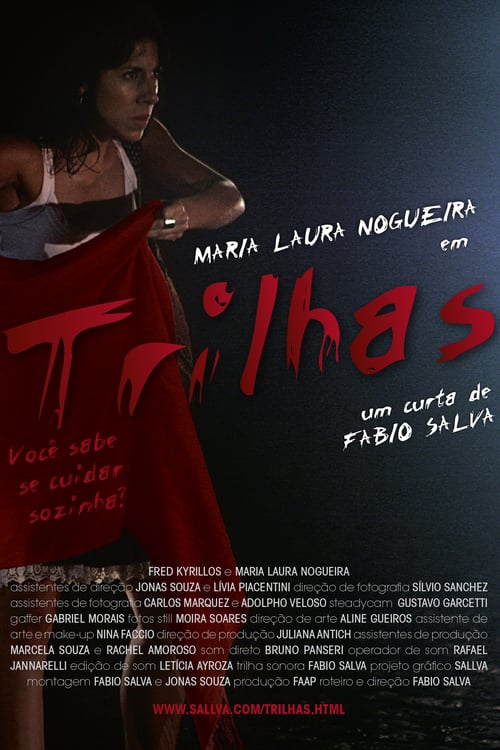 MARIA LAURA NOGUEIRA
em
Trilhas
um curta de
FABIO SALVA
Você sabe
se cuidar
sozinha?
FRED KYRILLOS e MARIA LAURA NOGUEIRA
assistentes de direção JONAS SOUZA e LÍVIA PIACENTINI direção de fotografia SÍLVIO SANCHEZ
assistentes de fotografia CARLOS MARQUEZ e ADOLPHO VELOSO steadycam GUSTAVO GARCETTI
gaffer GABRIEL MORAIS fotos still MOIRA SOARES direção de arte ALINE GUEIROS assistente de
arte e make-up NINA FACCIO direção de produção JULIANA ANTICH assistentes de produção
MARCELA SOUZA e RACHEL AMOROSO som direto BRUNO PANSERI operador de som RAFAEL
JANNARELLI edição de som LETÍCIA AYROZA trilha sonora FABIO SALVA projeto gráfico SALLVA
montagem FABIO SALVA e JONAS SOUZA produção FAAP roteiro e direção FABIO SALVA
WWW.SALLVA.COM/TRILHAS.HTML